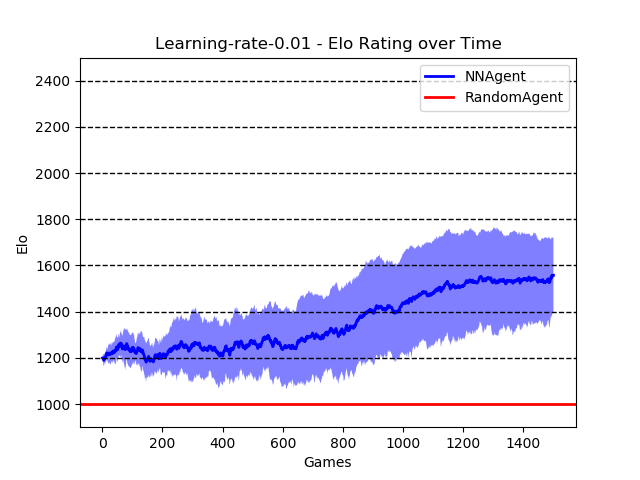 Learning-rate-0.01 - Elo Rating over Time
NNAgent
RandomAgent
2400
2200
2000
1800
1600
1400
1200
1000
Elo
0 200 400 600 800 1000 1200 1400
Games